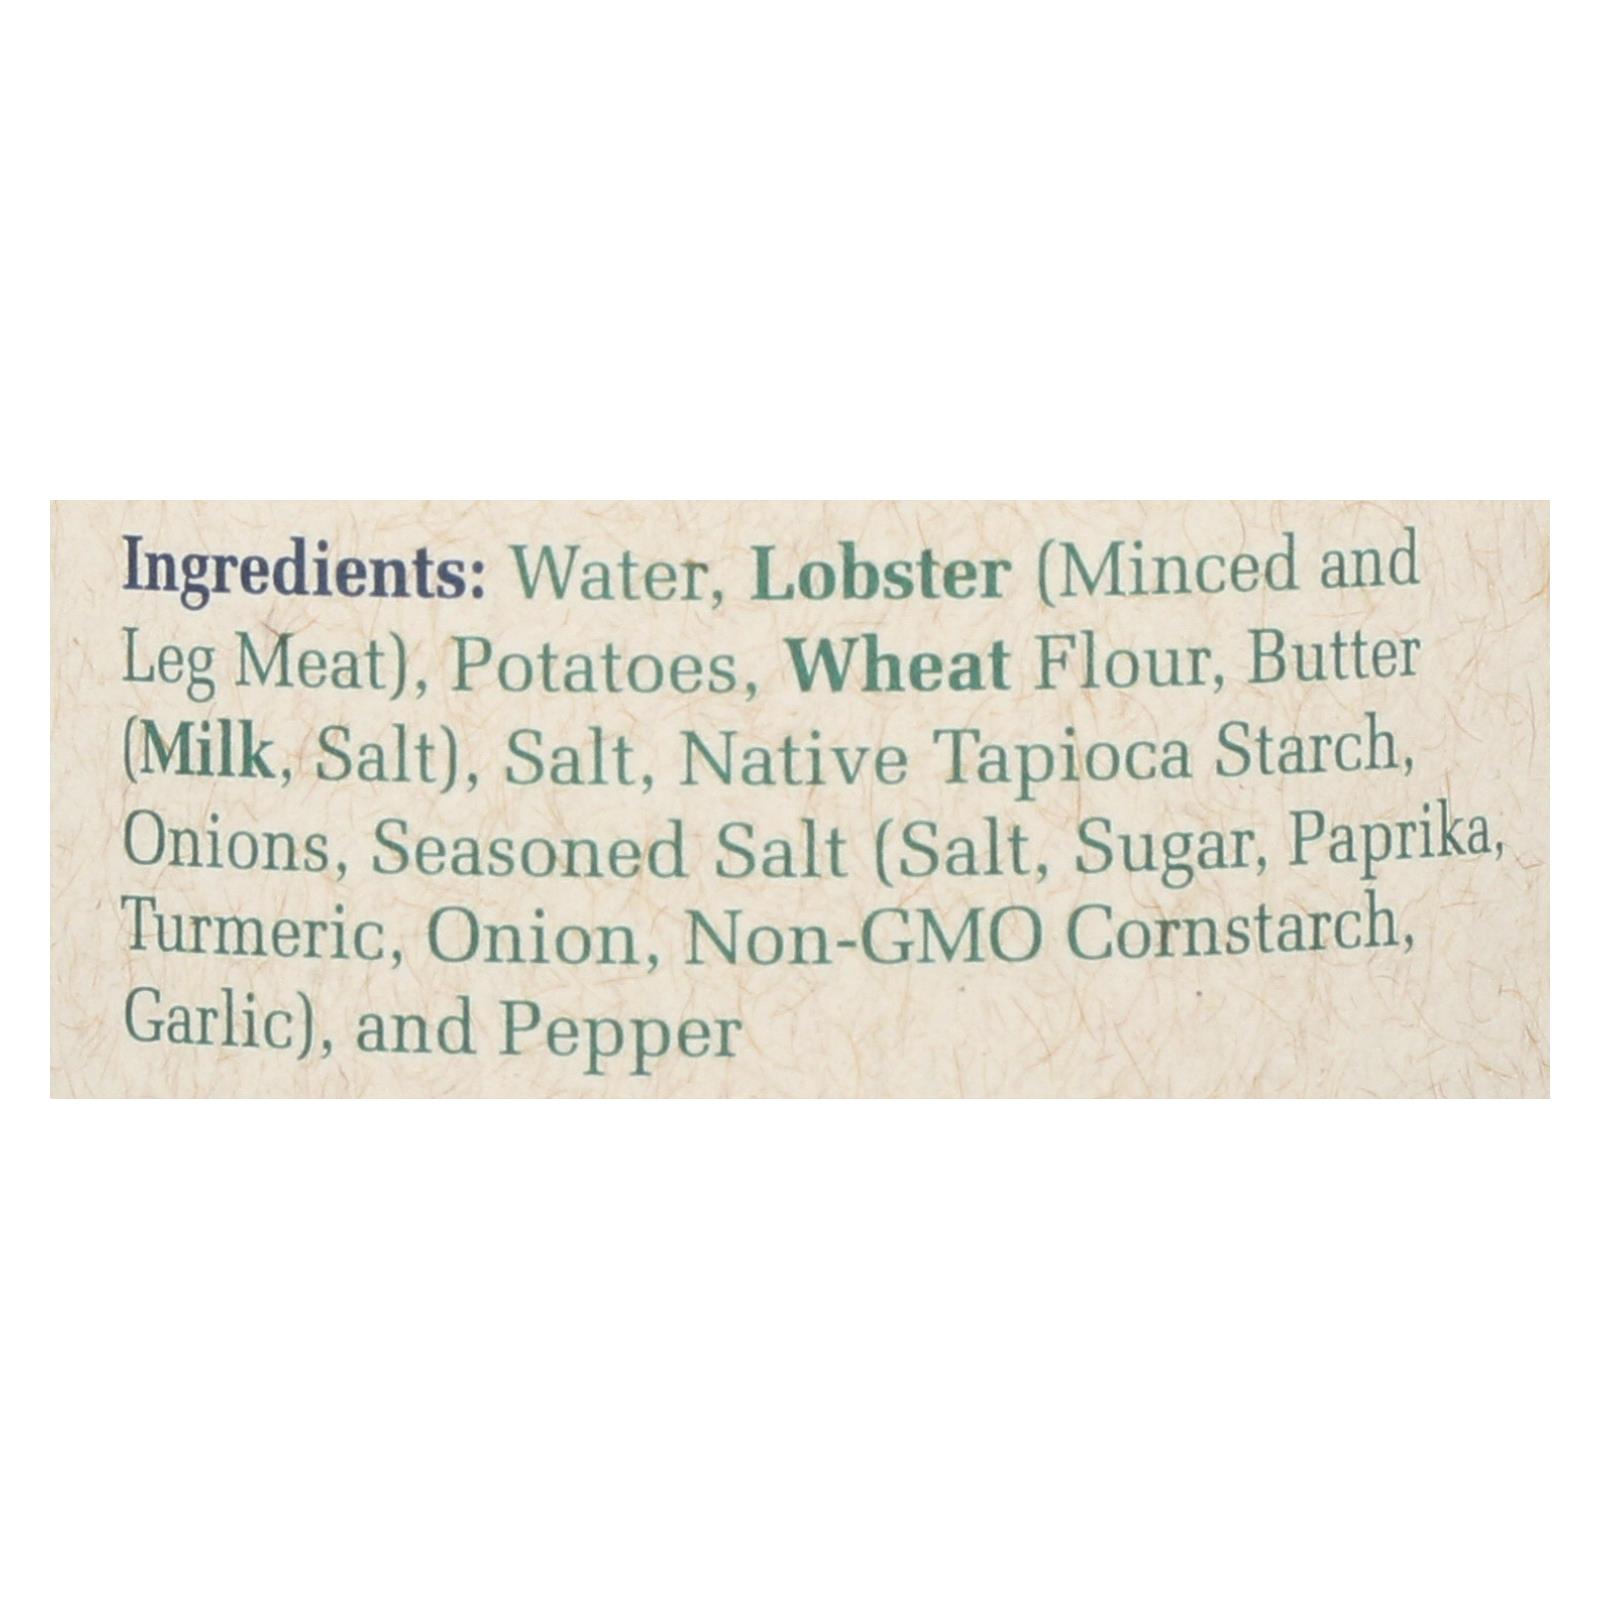 Ingredients: Water, Lobster (Minced and
Leg Meat), Potatoes, Wheat Flour, Butter
(Milk, Salt), Salt, Native Tapioca Starch,
Onions, Seasoned Salt (Salt, Sugar, Paprika,
Turmeric, Onion, Non-GMO Cornstarch,
Garlic), and Pepper